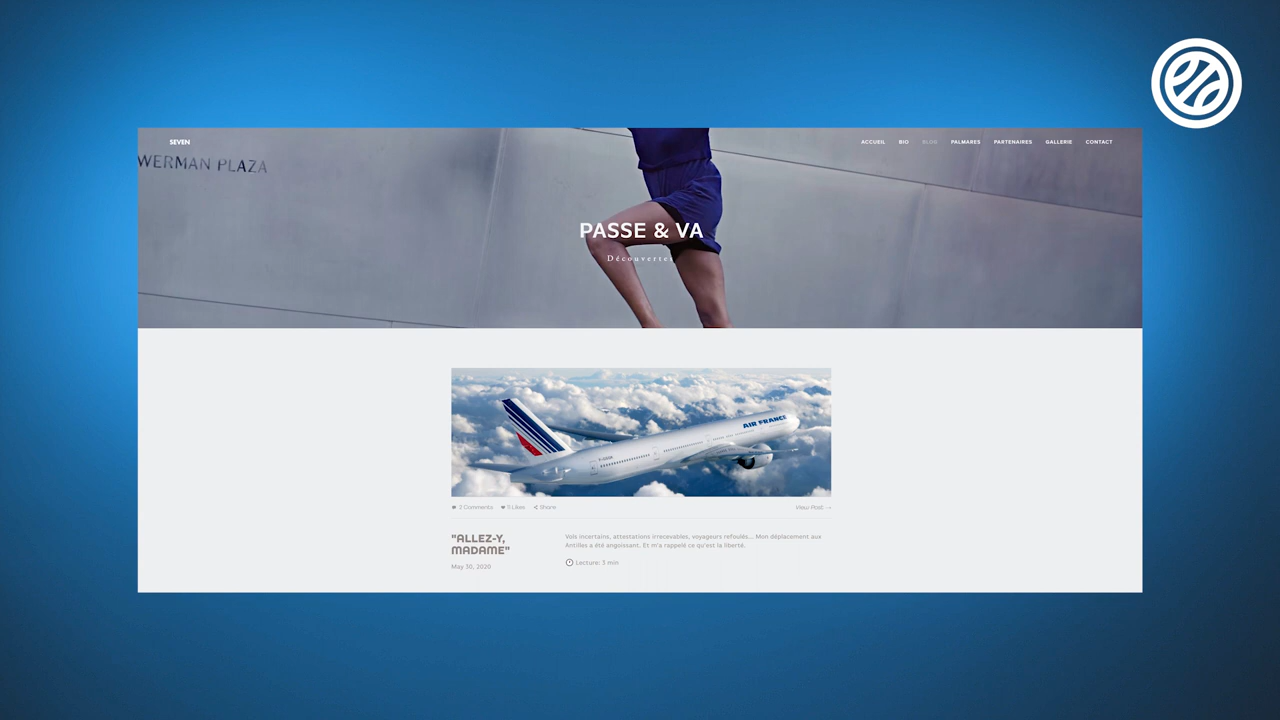 SEVEN
ACCUEIL BIO BLOG PALMARES PARTENAIRES GALLERIE CONTACT
WERMAN PLAZA
PASSE & VA
Découvertes
AIR FRANCE
2 Comments 11 Likes Share View Post →
"ALLEZ-Y,
MADAME"
May 30, 2020
Vols incertains, attestations irrecevables, voyageurs refoulés... Mon déplacement aux
Antilles a été angoissant. Et m'a rappelé ce qu'est la liberté.
Lecture: 3 min